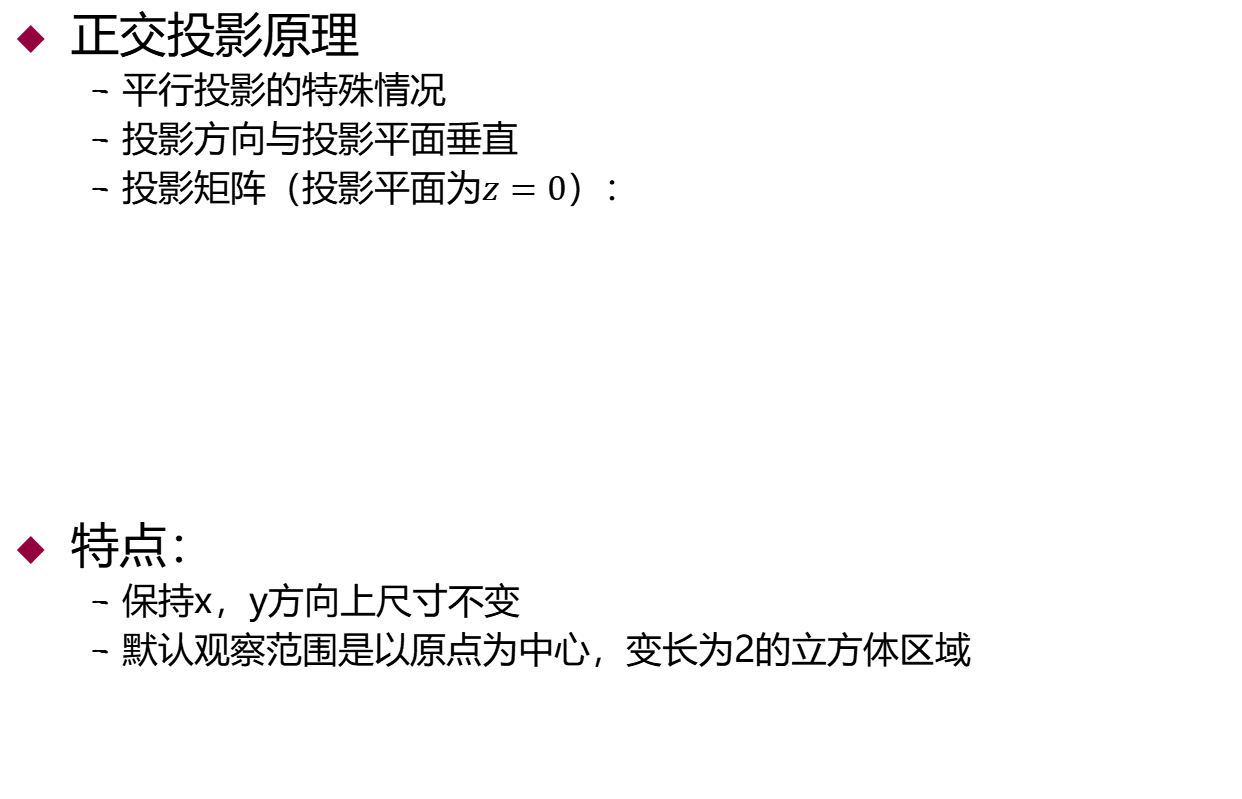 ◆ 正交投影原理
– 平行投影的特殊情况
– 投影方向与投影平面垂直
– 投影矩阵（投影平面为z = 0）：
◆ 特点：
– 保持x，y方向上尺寸不变
– 默认观察范围是以原点为中心，变长为2的立方体区域